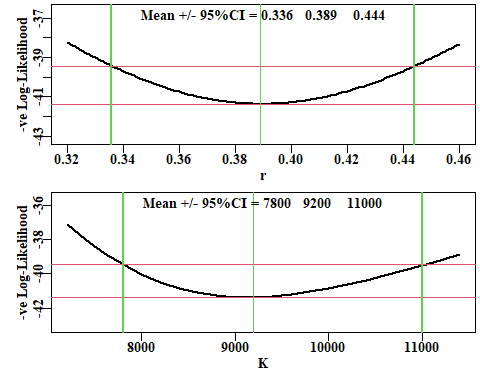 Mean +/- 95%CI = 0.336 0.389 0.444
-ve Log-Likelihood
-37
-39
-41
-43
0.32 0.34 0.36 0.38 0.40 0.42 0.44 0.46
r
Mean +/- 95%CI = 7800 9200 11000
-ve Log-Likelihood
-36
-38
-40
-42
8000 9000 10000 11000
K